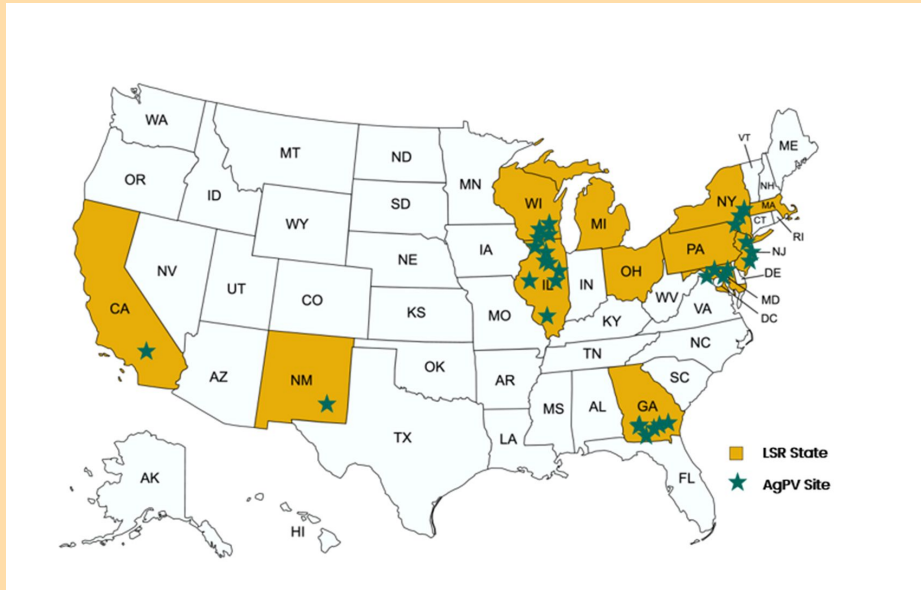 WA
OR
ID
MT
ND
MN
WY
SD
NV
UT
CO
NE
KS
IA
CA
AZ
NM
TX
OK
MO
AR
LA
WI
IL
MI
IN
OH
KY
TN
MS
AL
GA
FL
SC
NC
VA
WV
PA
NY
VT
NH
ME
MA
CT
RI
NJ
DE
MD
DC
AK
HI
LSR State
AgPV Site